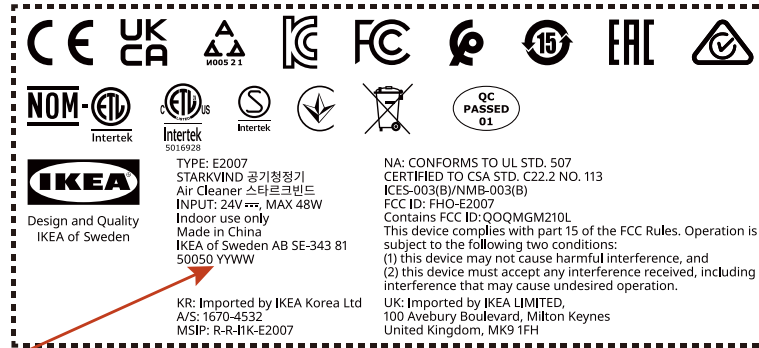 CE UK CA И005 21 KC FC 15 EAC
NOM-ETL Intertek
c ETL us Intertek 5016928
S Intertek
QC PASSED 01
IKEA
Design and Quality
IKEA of Sweden
TYPE: E2007
STARKVIND 공기청정기
Air Cleaner 스타르크빈드
INPUT: 24V ⎓, MAX 48W
Indoor use only
Made in China
IKEA of Sweden AB SE-343 81
50050 YYWW
KR: Imported by IKEA Korea Ltd
A/S: 1670-4532
MSIP: R-R-I1K-E2007
NA: CONFORMS TO UL STD. 507
CERTIFIED TO CSA STD. C22.2 NO. 113
ICES-003(B)/NMB-003(B)
FCC ID: FHO-E2007
Contains FCC ID: QOQMGM210L
This device complies with part 15 of the FCC Rules. Operation is
subject to the following two conditions:
(1) this device may not cause harmful interference, and
(2) this device must accept any interference received, including
interference that may cause undesired operation.
UK: Imported by IKEA LIMITED,
100 Avebury Boulevard, Milton Keynes
United Kingdom, MK9 1FH